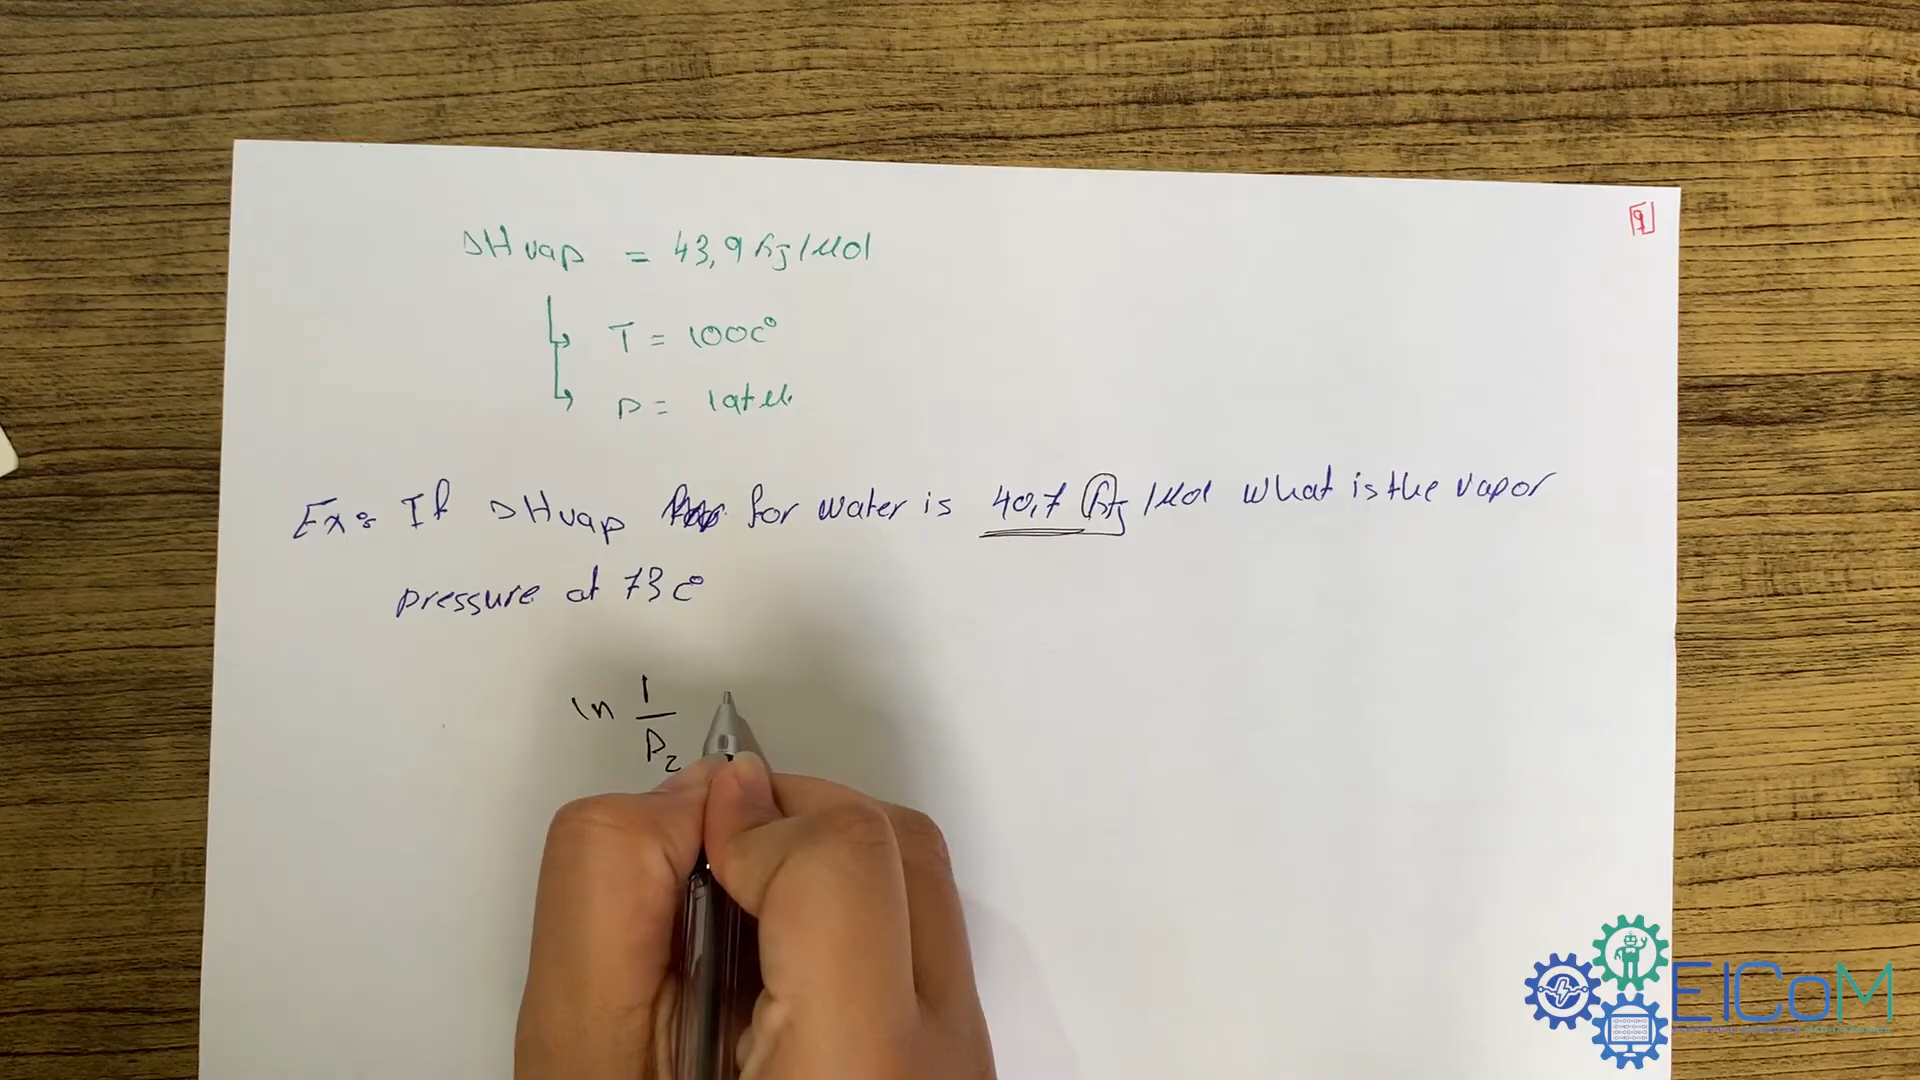 9
ΔHvap = 43,9 kj/mol
T = 100C°
P = 1atm
Ex: If ΔHvap for water is 40,7 kj/mol what is the vapor
pressure at 73 c°
ln 1/P2
EICoM